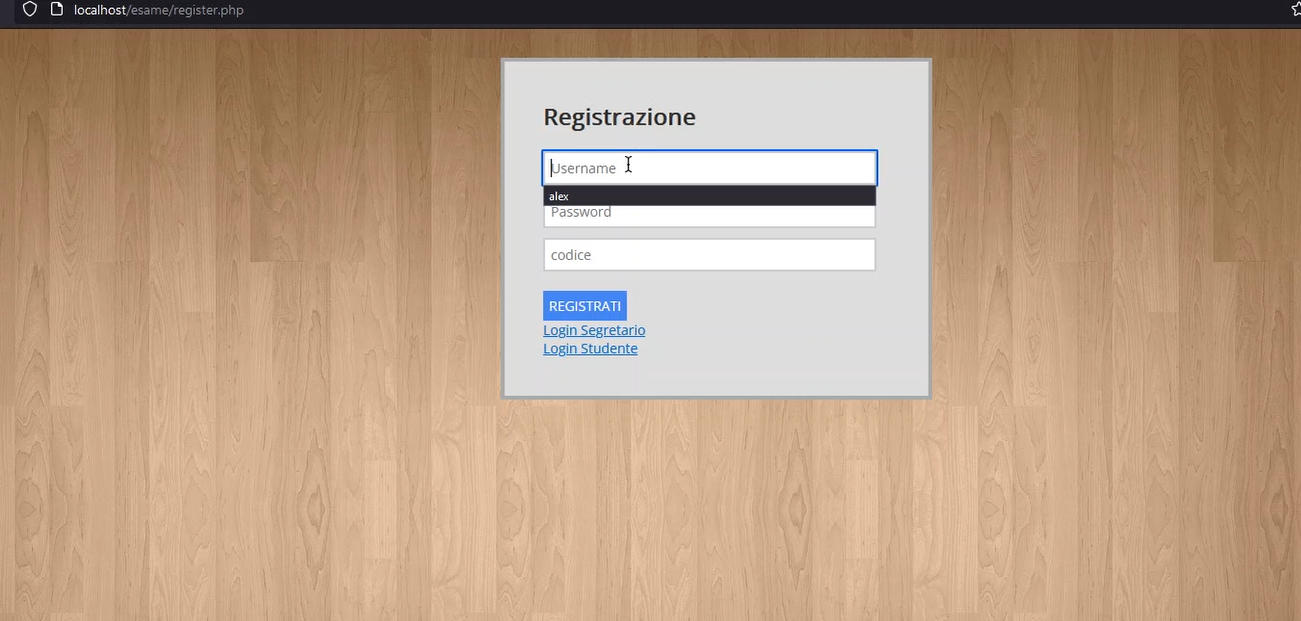 localhost/esame/register.php
Registrazione
Username
alex
Password
codice
REGISTRATI
Login Segretario
Login Studente